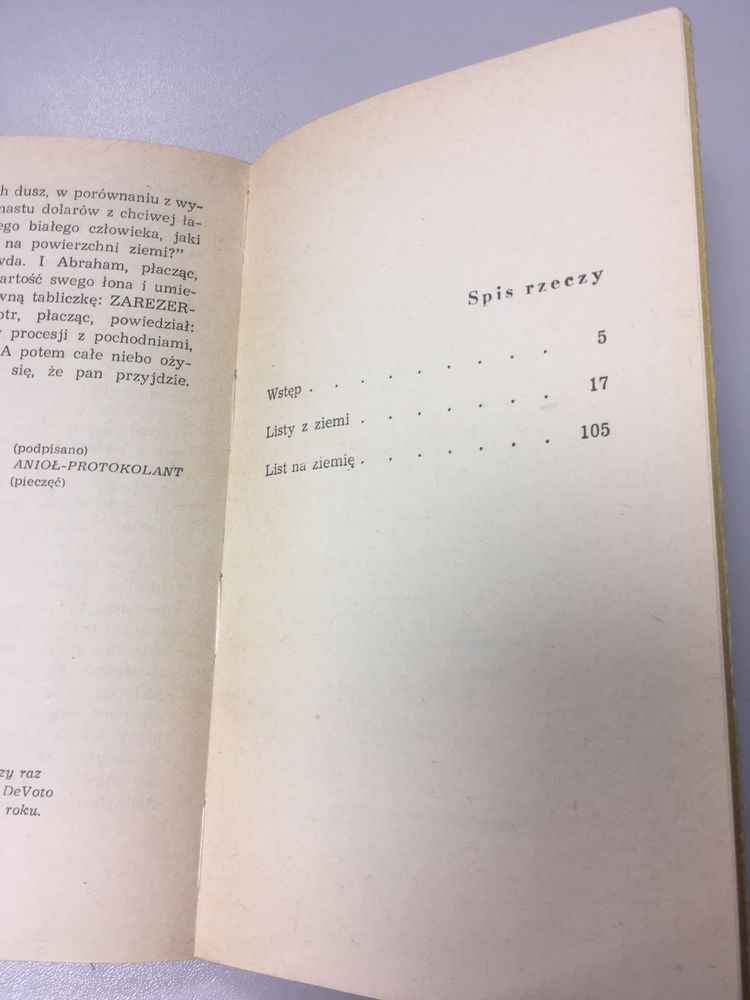 h dusz, w porównaniu z wy-
nastu dolarów z chciwej ła-
ego białego człowieka, jaki
na powierzchni ziemi?"
wda. I Abraham, płacząc,
artość swego łona i umie-
wną tabliczkę: ZAREZER-
otr, płacząc, powiedział:
procesji z pochodniami,
A potem całe niebo oży-
się, że pan przyjdzie.
(podpisano)
ANIOŁ-PROTOKOLANT
(pieczęć)
zy raz
DeVoto
roku.
Spis rzeczy
Wstęp . . . . . . . . . 5
Listy z ziemi . . . . . . . 17
List na ziemię . . . . . . . 105